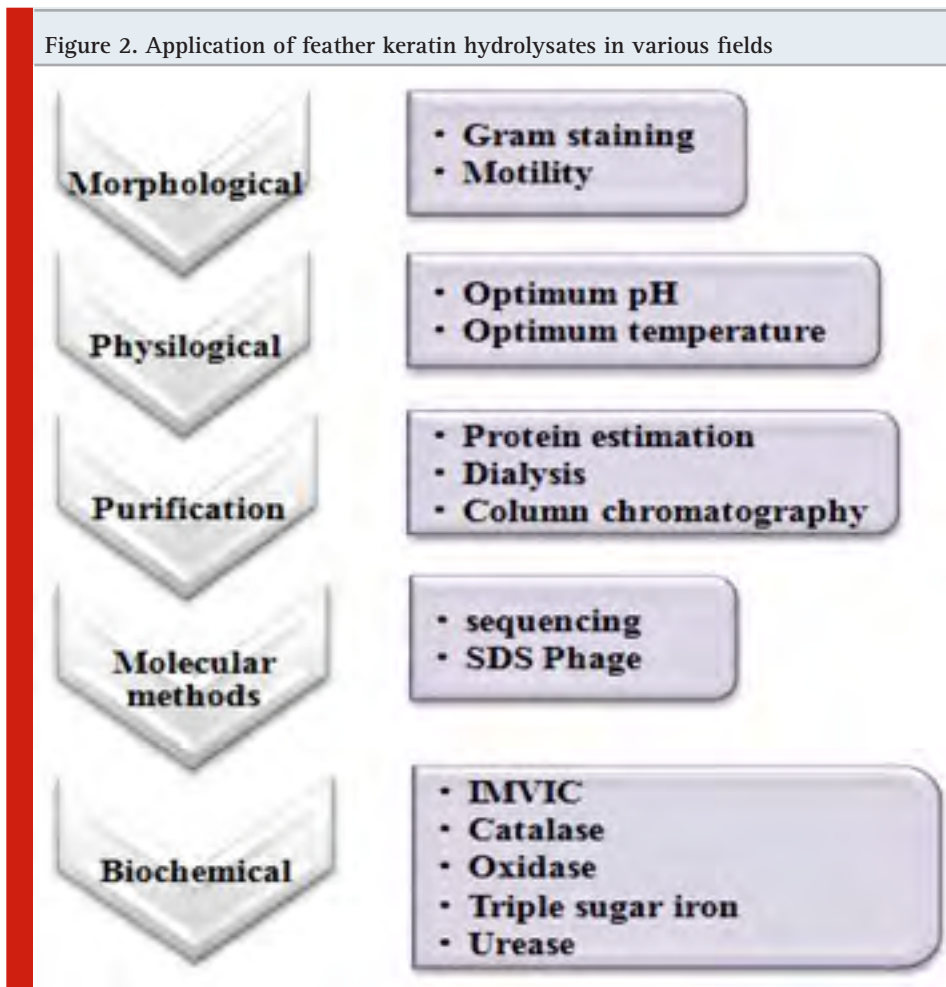 Figure 2. Application of feather keratin hydrolysates in various fields
Morphological
• Gram staining
• Motility
Physilogical
• Optimum pH
• Optimum temperature
Purification
• Protein estimation
• Dialysis
• Column chromatography
Molecular
methods
• sequencing
• SDS Phage
Biochemical
• IMVIC
• Catalase
• Oxidase
• Triple sugar iron
• Urease